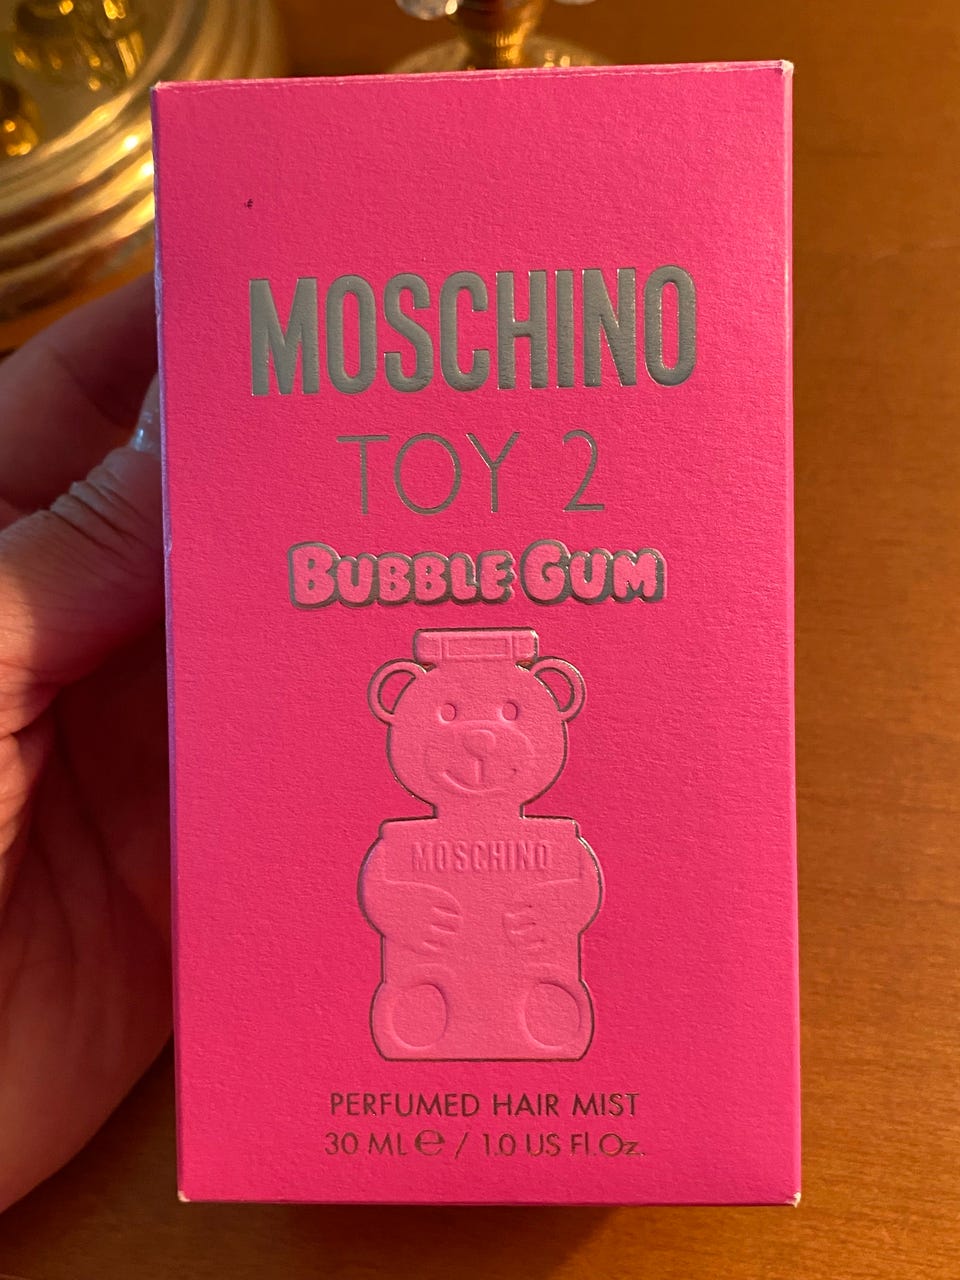 MOSCHINO
TOY 2
BUBBLE GUM
MOSCHINO
PERFUMED HAIR MIST
30 ML ℮ / 1.0 US Fl.Oz.